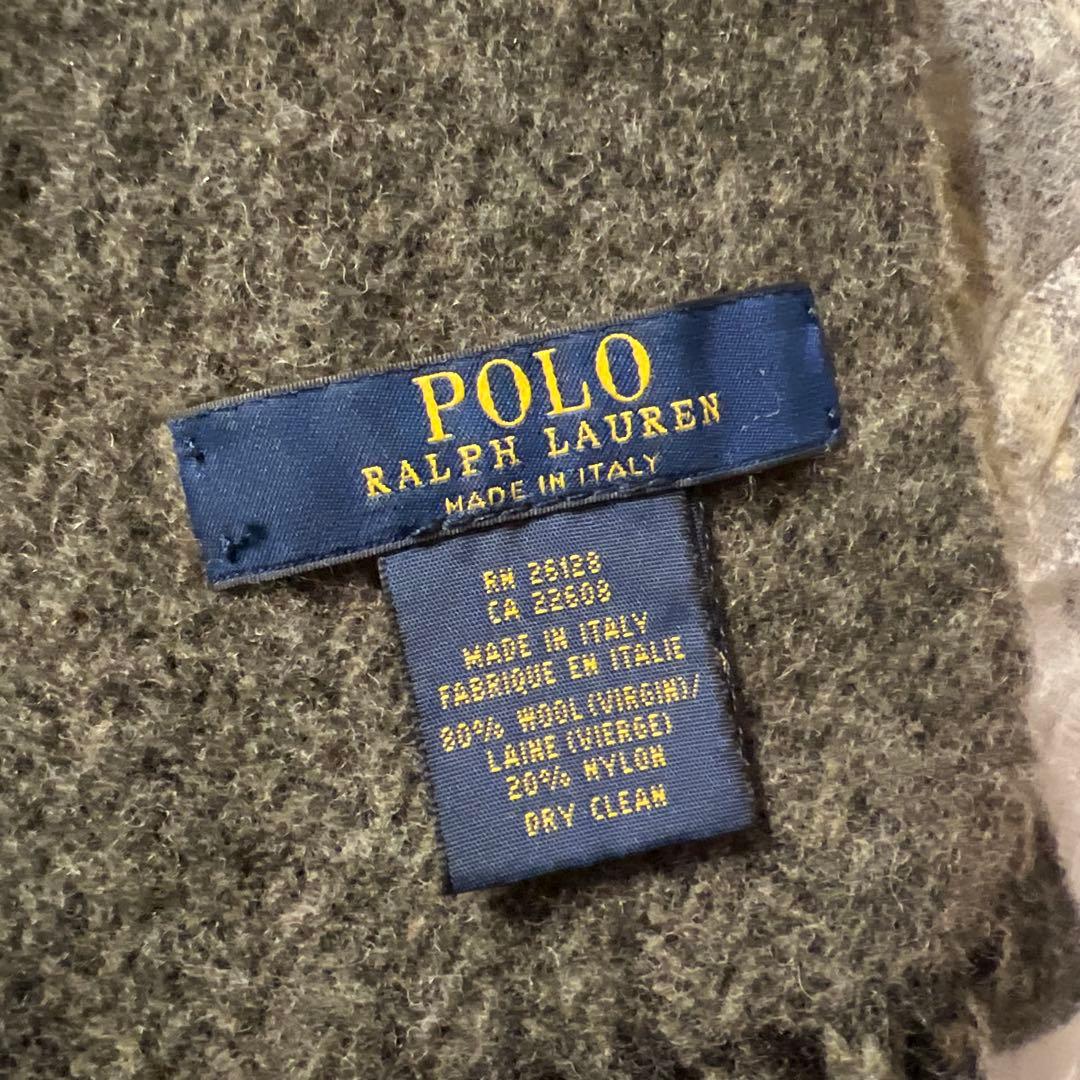 POLO
RALPH LAUREN
MADE IN ITALY
RN 26128
CA 22608
MADE IN ITALY
FABRIQUE EN ITALIE
80% WOOL (VIRGIN)/
LAINE (VIERGE)
20% NYLON
DRY CLEAN